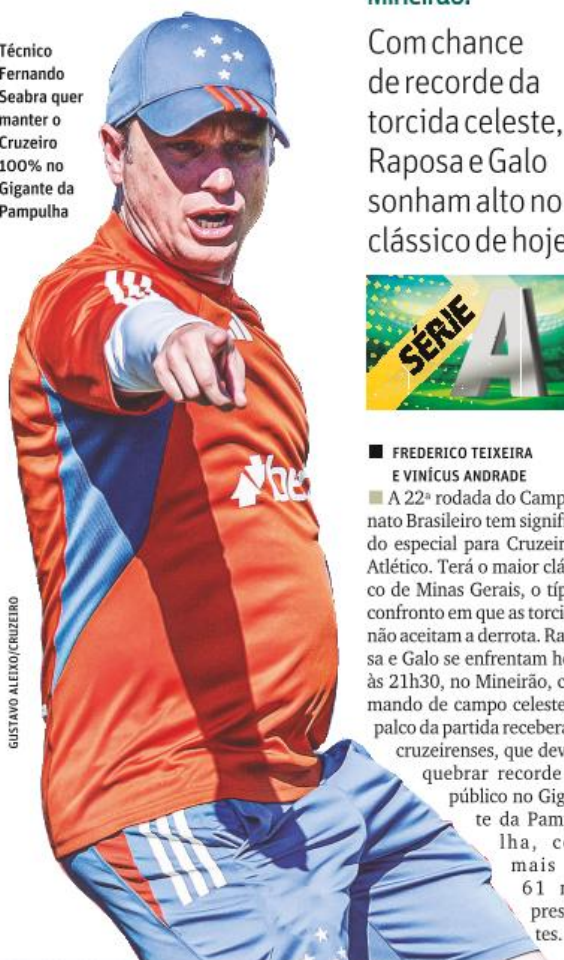 Técnico
Fernando
Seabra quer
manter o
Cruzeiro
100% no
Gigante da
Pampulha
GUSTAVO ALEIXO/CRUZEIRO
bet
Mineirão.
Com chance
de recorde da
torcida celeste,
Raposa e Galo
sonham alto no
clássico de hoje
SÉRIE A
FREDERICO TEIXEIRA
E VINÍCUS ANDRADE
A 22ª rodada do Camp
nato Brasileiro tem signifi
do especial para Cruzeir
Atlético. Terá o maior clá
co de Minas Gerais, o típ
confronto em que as torci
não aceitam a derrota. Ra
sa e Galo se enfrentam h
às 21h30, no Mineirão, c
mando de campo celeste
palco da partida receberá
cruzeirenses, que dev
quebrar recorde
público no Gig
te da Pam
lha, c
mais
61 m
pres
tes.